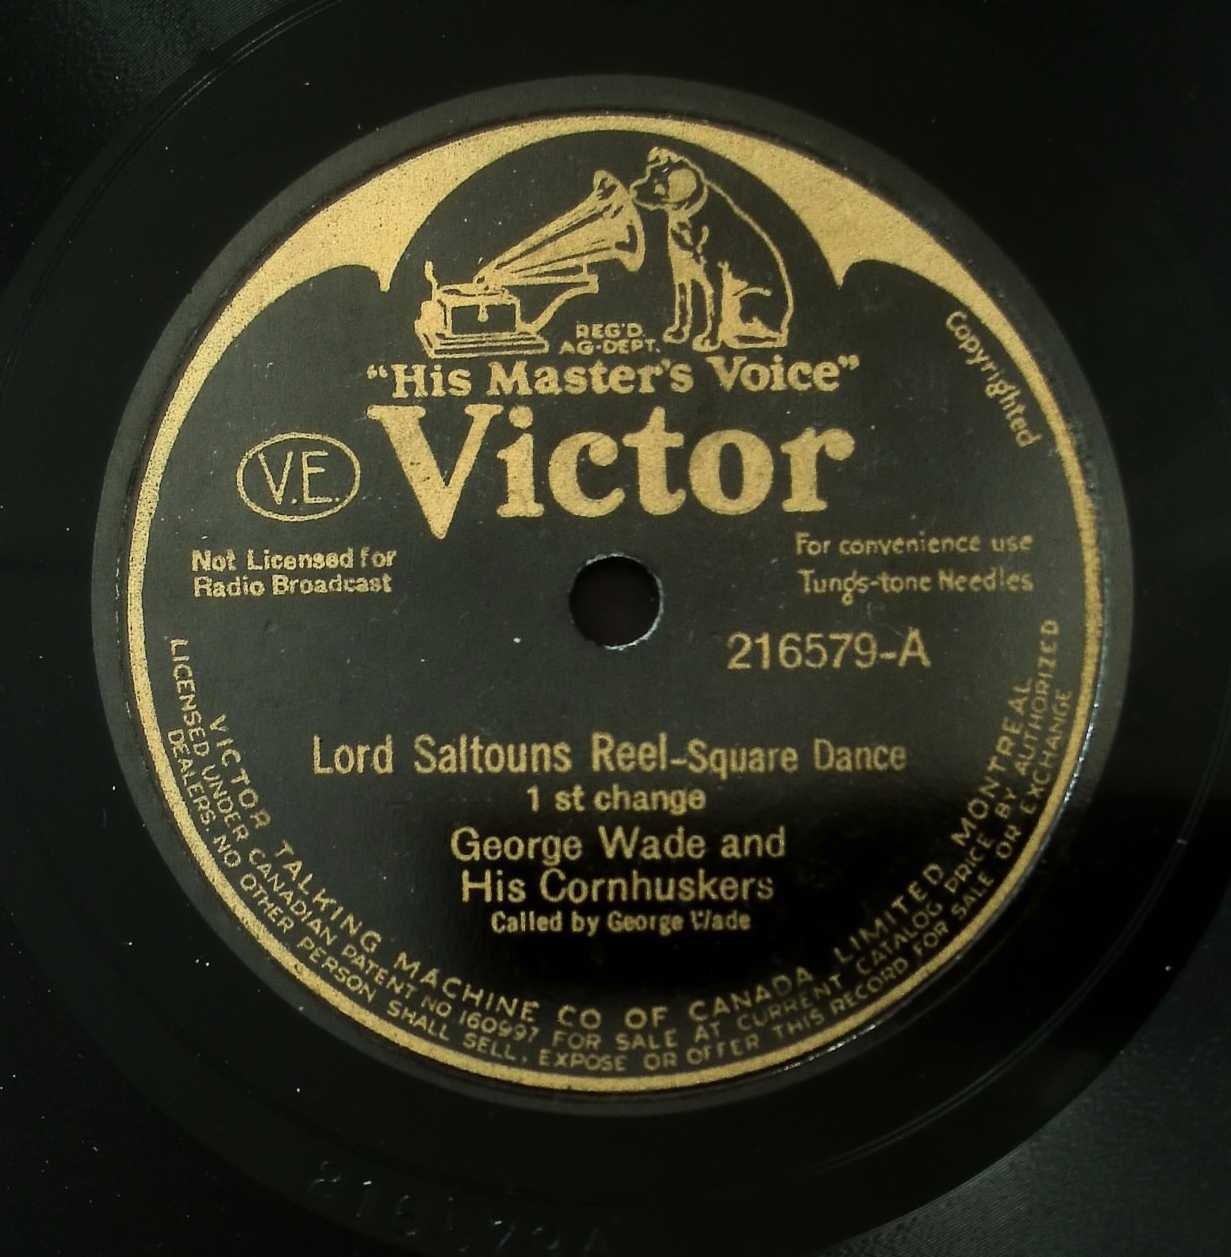 REG'D.
AG-DEPT.
"His Master's Voice"
Victor
V.E.
Copyrighted
Not Licensed for
Radio Broadcast
For convenience use
Tungs-tone Needles
216579-A
Lord Saltouns Reel-Square Dance
1 st change
George Wade and
His Cornhuskers
Called by George Wade
VICTOR TALKING MACHINE CO OF CANADA LIMITED MONTREAL
LICENSED UNDER CANADIAN PATENT NO 160997 FOR SALE AT CURRENT CATALOG PRICE BY AUTHORIZED
DEALERS. NO OTHER PERSON SHALL SELL, EXPOSE OR OFFER THIS RECORD FOR SALE OR EXCHANGE